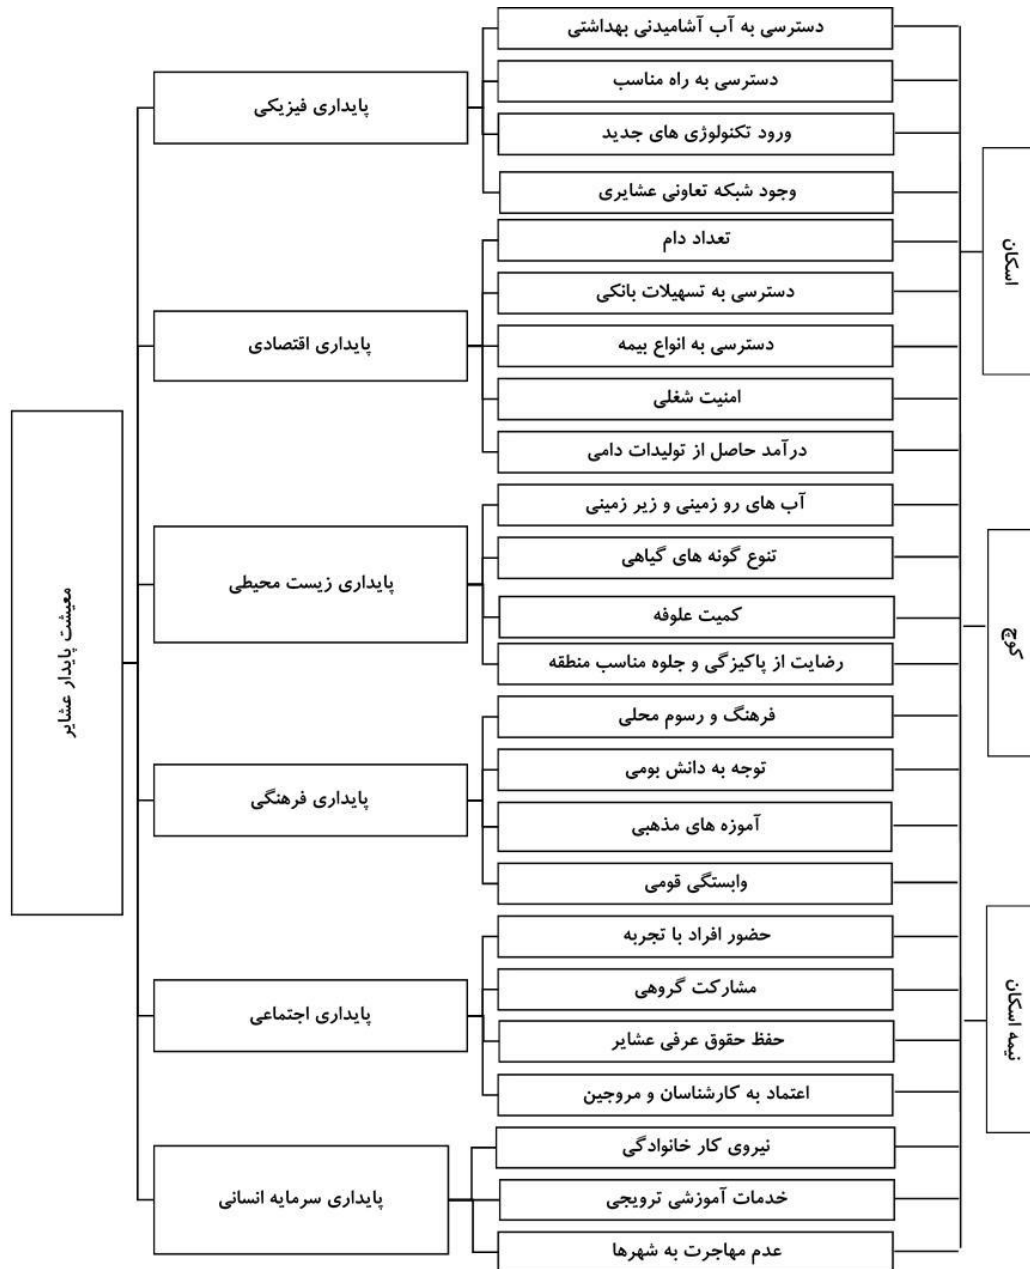 معیشت پایدار عشایر
پایداری فیزیکی
دسترسی به آب آشامیدنی بهداشتی
دسترسی به راه مناسب
ورود تکنولوژی های جدید
وجود شبکه تعاونی عشایری
پایداری اقتصادی
تعداد دام
دسترسی به تسهیلات بانکی
دسترسی به انواع بیمه
امنیت شغلی
درآمد حاصل از تولیدات دامی
پایداری زیست محیطی
آب های رو زمینی و زیر زمینی
تنوع گونه های گیاهی
کمیت علوفه
رضایت از پاکیزگی و جلوه مناسب منطقه
پایداری فرهنگی
فرهنگ و رسوم محلی
توجه به دانش بومی
آموزه های مذهبی
وابستگی قومی
پایداری اجتماعی
حضور افراد با تجربه
مشارکت گروهی
حفظ حقوق عرفی عشایر
اعتماد به کارشناسان و مروجین
پایداری سرمایه انسانی
نیروی کار خانوادگی
خدمات آموزشی ترویجی
عدم مهاجرت به شهرها
اسکان
کوچ
نیمه اسکان